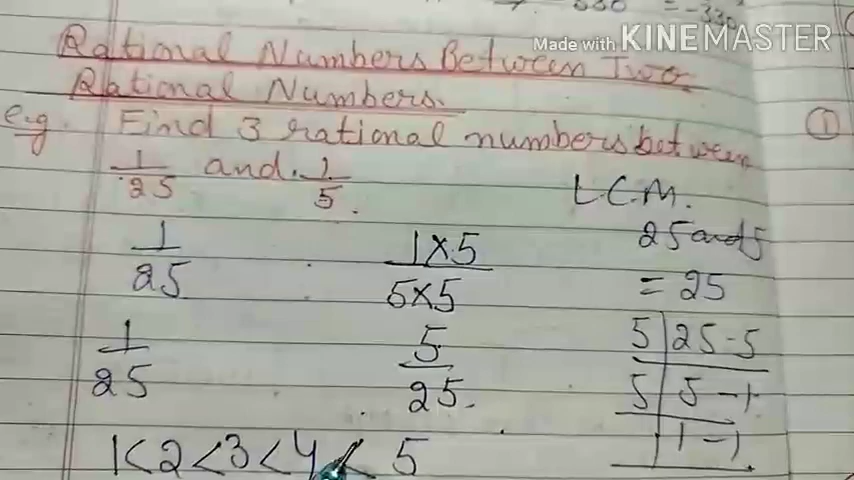 Made with KINEMASTER
Rational Numbers Between Two
Rational Numbers.
e.g. Find 3 rational numbers between
1/25 and 1/5.
L.C.M.
25 and 5
= 25
1/25 1×5/5×5
1/25 5/25
5 | 25 - 5
5 | 5 - 1
1 - 1
1 < 2 < 3 < 4 < 5
①